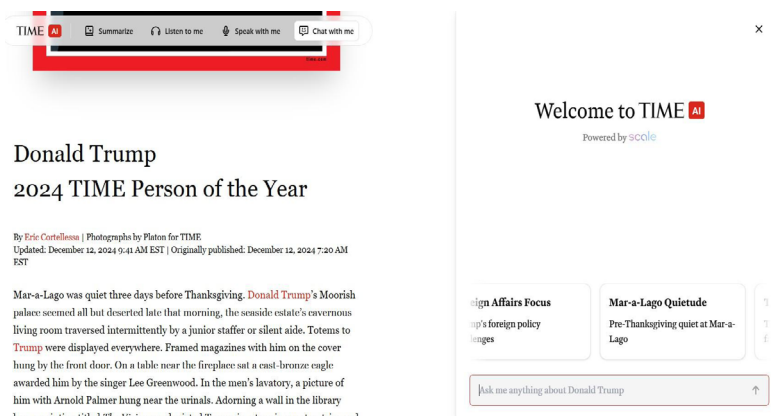 TIME AI
Summarize
Listen to me
Speak with me
Chat with me
Donald Trump
2024 TIME Person of the Year
By Eric Cortellessa | Photographs by Platon for TIME
Updated: December 12, 2024 9:41 AM EST | Originally published: December 12, 2024 7:20 AM
EST
Mar-a-Lago was quiet three days before Thanksgiving. Donald Trump's Moorish
palace seemed all but deserted late that morning, the seaside estate's cavernous
living room traversed intermittently by a junior staffer or silent aide. Totems to
Trump were displayed everywhere. Framed magazines with him on the cover
hung by the front door. On a table near the fireplace sat a cast-bronze eagle
awarded him by the singer Lee Greenwood. In the men's lavatory, a picture of
him with Arnold Palmer hung near the urinals. Adorning a wall in the library
Welcome to TIME AI
Powered by scale
eign Affairs Focus
mp's foreign policy
enges
Mar-a-Lago Quietude
Pre-Thanksgiving quiet at Mar-a-
Lago
Ask me anything about Donald Trump